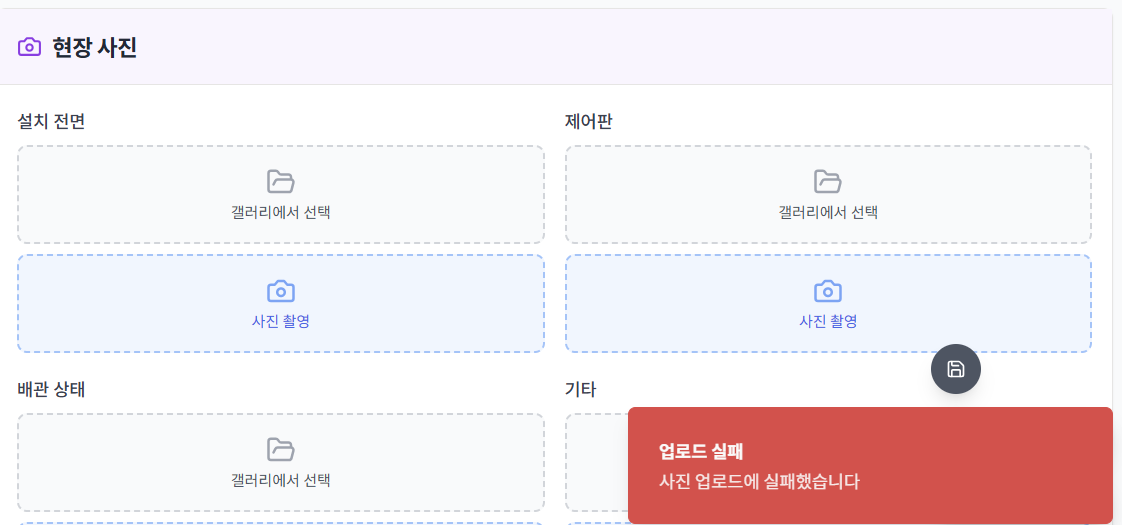 현장 사진
설치 전면
제어판
갤러리에서 선택
갤러리에서 선택
사진 촬영
사진 촬영
배관 상태
기타
갤러리에서 선택
업로드 실패
사진 업로드에 실패했습니다